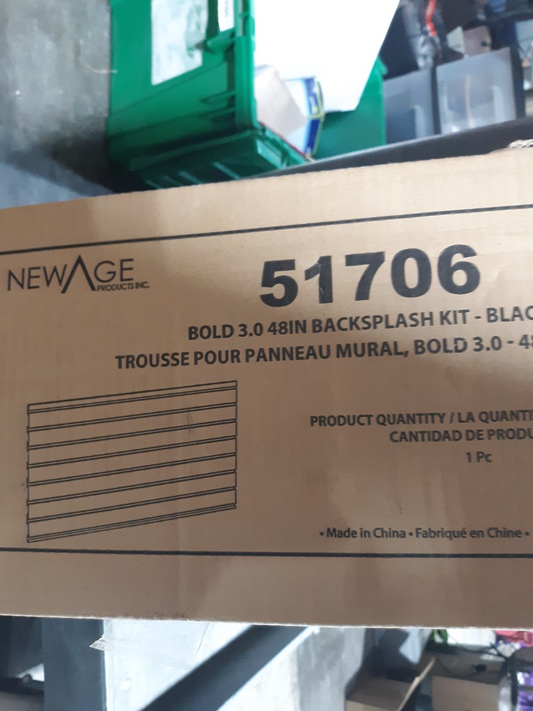 NEWAGE
PRODUCTS INC.
51706
BOLD 3.0 48IN BACKSPLASH KIT - BLAC
TROUSSE POUR PANNEAU MURAL, BOLD 3.0 - 48
PRODUCT QUANTITY / LA QUANTI
CANTIDAD DE PRODU
1 Pc
• Made in China • Fabriqué en Chine •